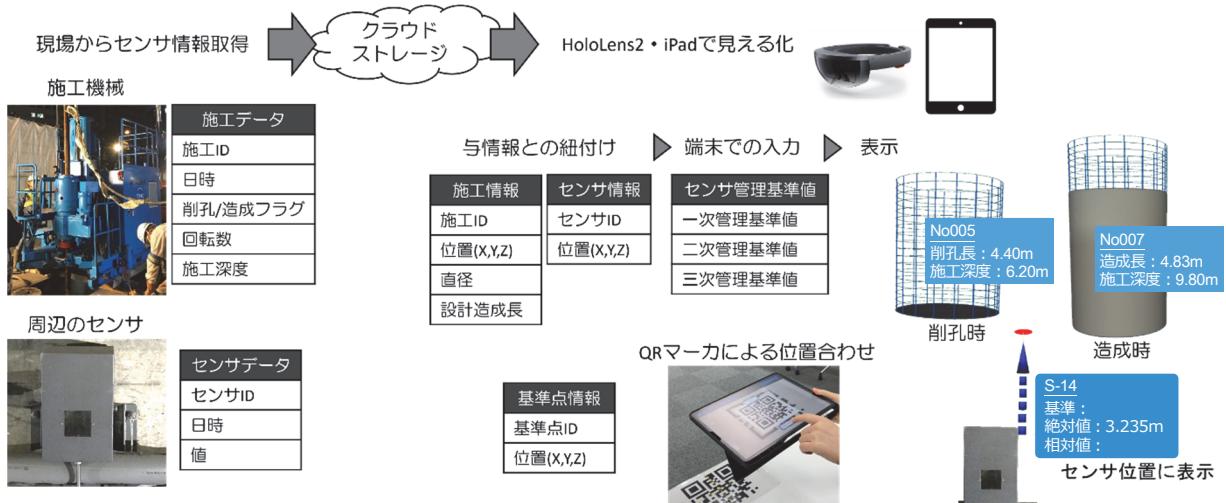 現場からセンサ情報取得
クラウド
ストレージ
HoloLens2・iPadで見える化
施工機械
施工データ
施工ID
日時
削孔/造成フラグ
回転数
施工深度
周辺のセンサ
センサデータ
センサID
日時
値
与情報との紐付け
端末での入力
表示
施工情報
施工ID
位置(X,Y,Z)
直径
設計造成長
センサ情報
センサID
位置(X,Y,Z)
センサ管理基準値
一次管理基準値
二次管理基準値
三次管理基準値
基準点情報
基準点ID
位置(X,Y,Z)
QRマーカによる位置合わせ
No005
削孔長：4.40m
施工深度：6.20m
削孔時
No007
造成長：4.83m
施工深度：9.80m
造成時
S-14
基準：
絶対値：3.235m
相対値：
センサ位置に表示